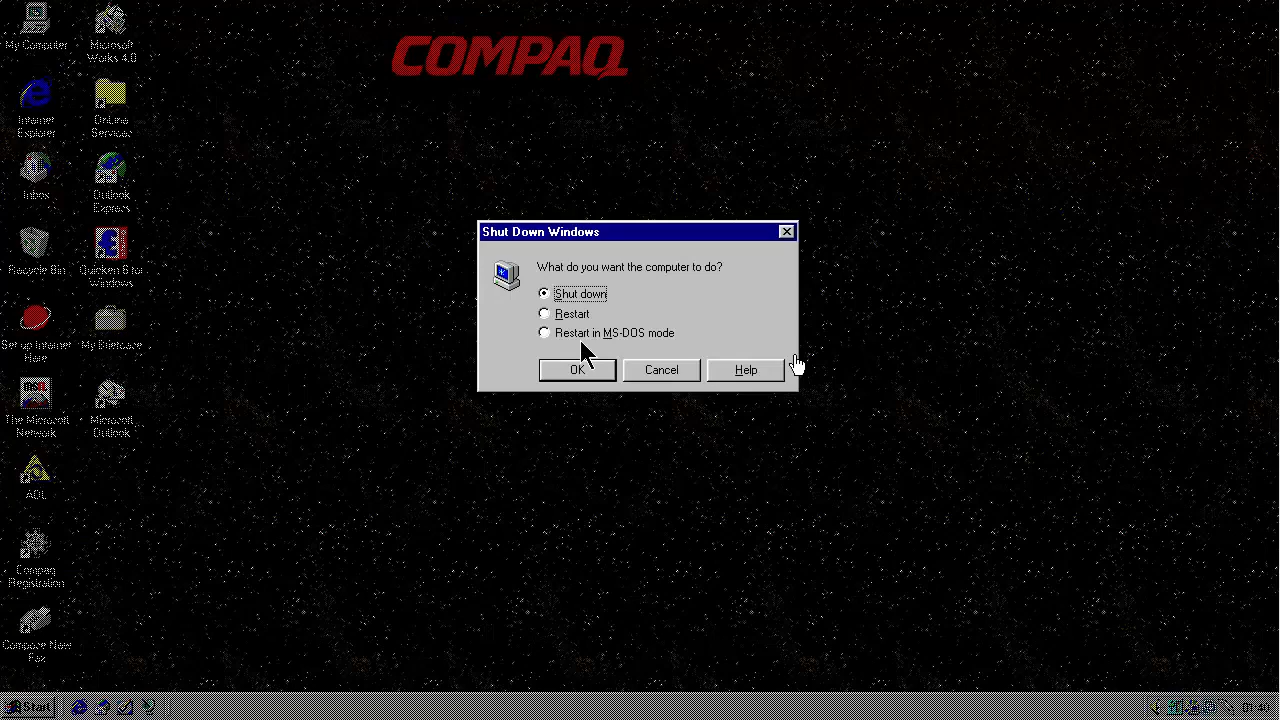 COMPAQ
My Computer
Microsoft
Works 4.0
Internet
Explorer
OnLine
Services
Inbox
Outlook
Express
Recycle Bin
Quicken 6 for
Windows
Set up Internet
My Briefcase
The Microsoft
Network
Microsoft
Outlook
AOL
Compaq
Registration
Compose New
Fax
Shut Down Windows
What do you want the computer to do?
Shut down
Restart
Restart in MS-DOS mode
OK
Cancel
Help
Start